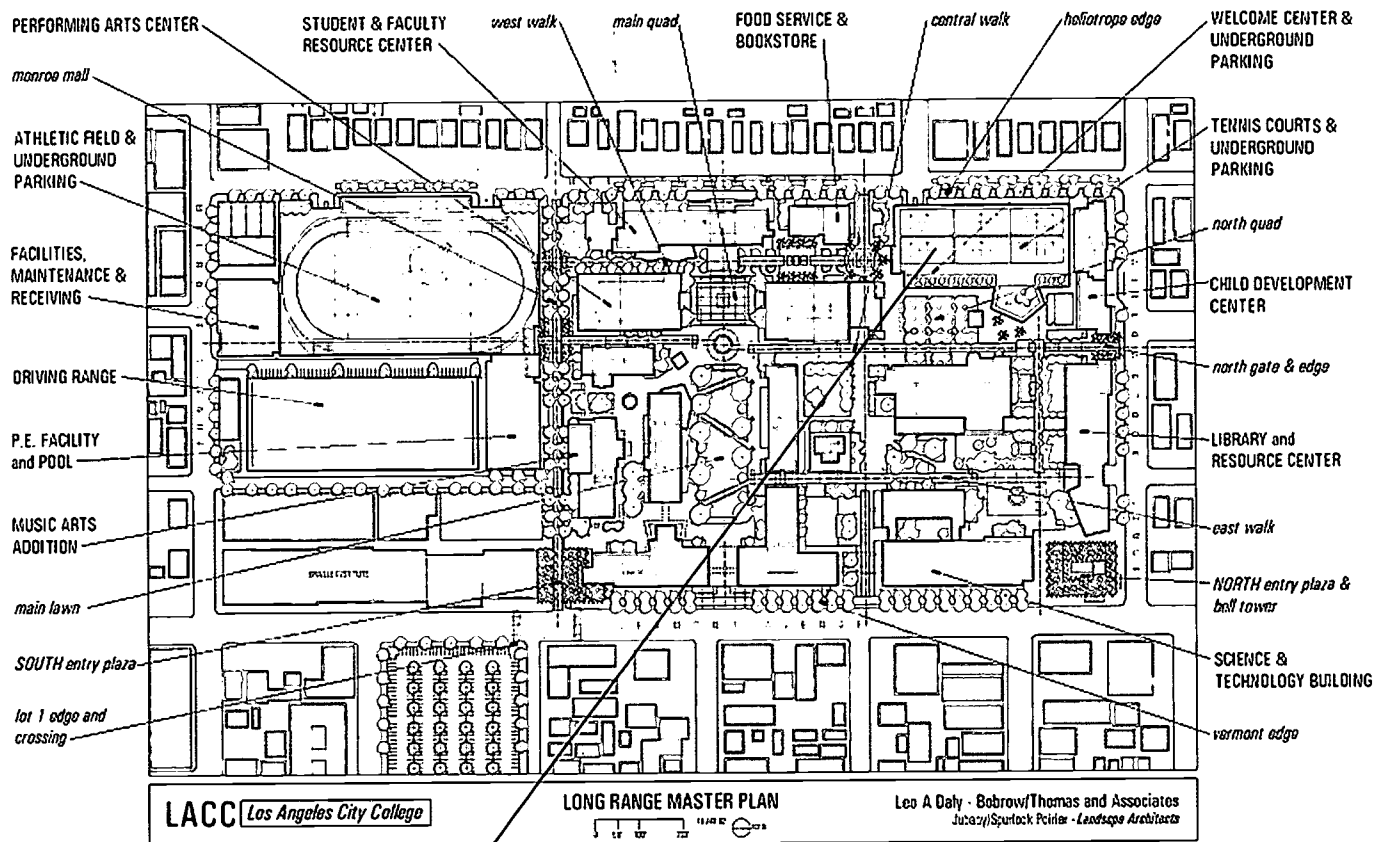 PERFORMING ARTS CENTER
STUDENT & FACULTY
RESOURCE CENTER
west walk
main quad
FOOD SERVICE &
BOOKSTORE
central walk
heliotrope edge
WELCOME CENTER &
UNDERGROUND
PARKING
monroe mall
ATHLETIC FIELD &
UNDERGROUND
PARKING
TENNIS COURTS &
UNDERGROUND
PARKING
north quad
FACILITIES,
MAINTENANCE &
RECEIVING
CHILD DEVELOPMENT
CENTER
DRIVING RANGE
north gate & edge
P.E. FACILITY
and POOL
LIBRARY and
RESOURCE CENTER
MUSIC ARTS
ADDITION
east walk
main lawn
NORTH entry plaza &
bell tower
SOUTH entry plaza
SCIENCE &
TECHNOLOGY BUILDING
lot 1 edge and
crossing
vermont edge
LACC Los Angeles City College
LONG RANGE MASTER PLAN
Leo A Daly - Bobrow/Thomas and Associates
Landscape Architects